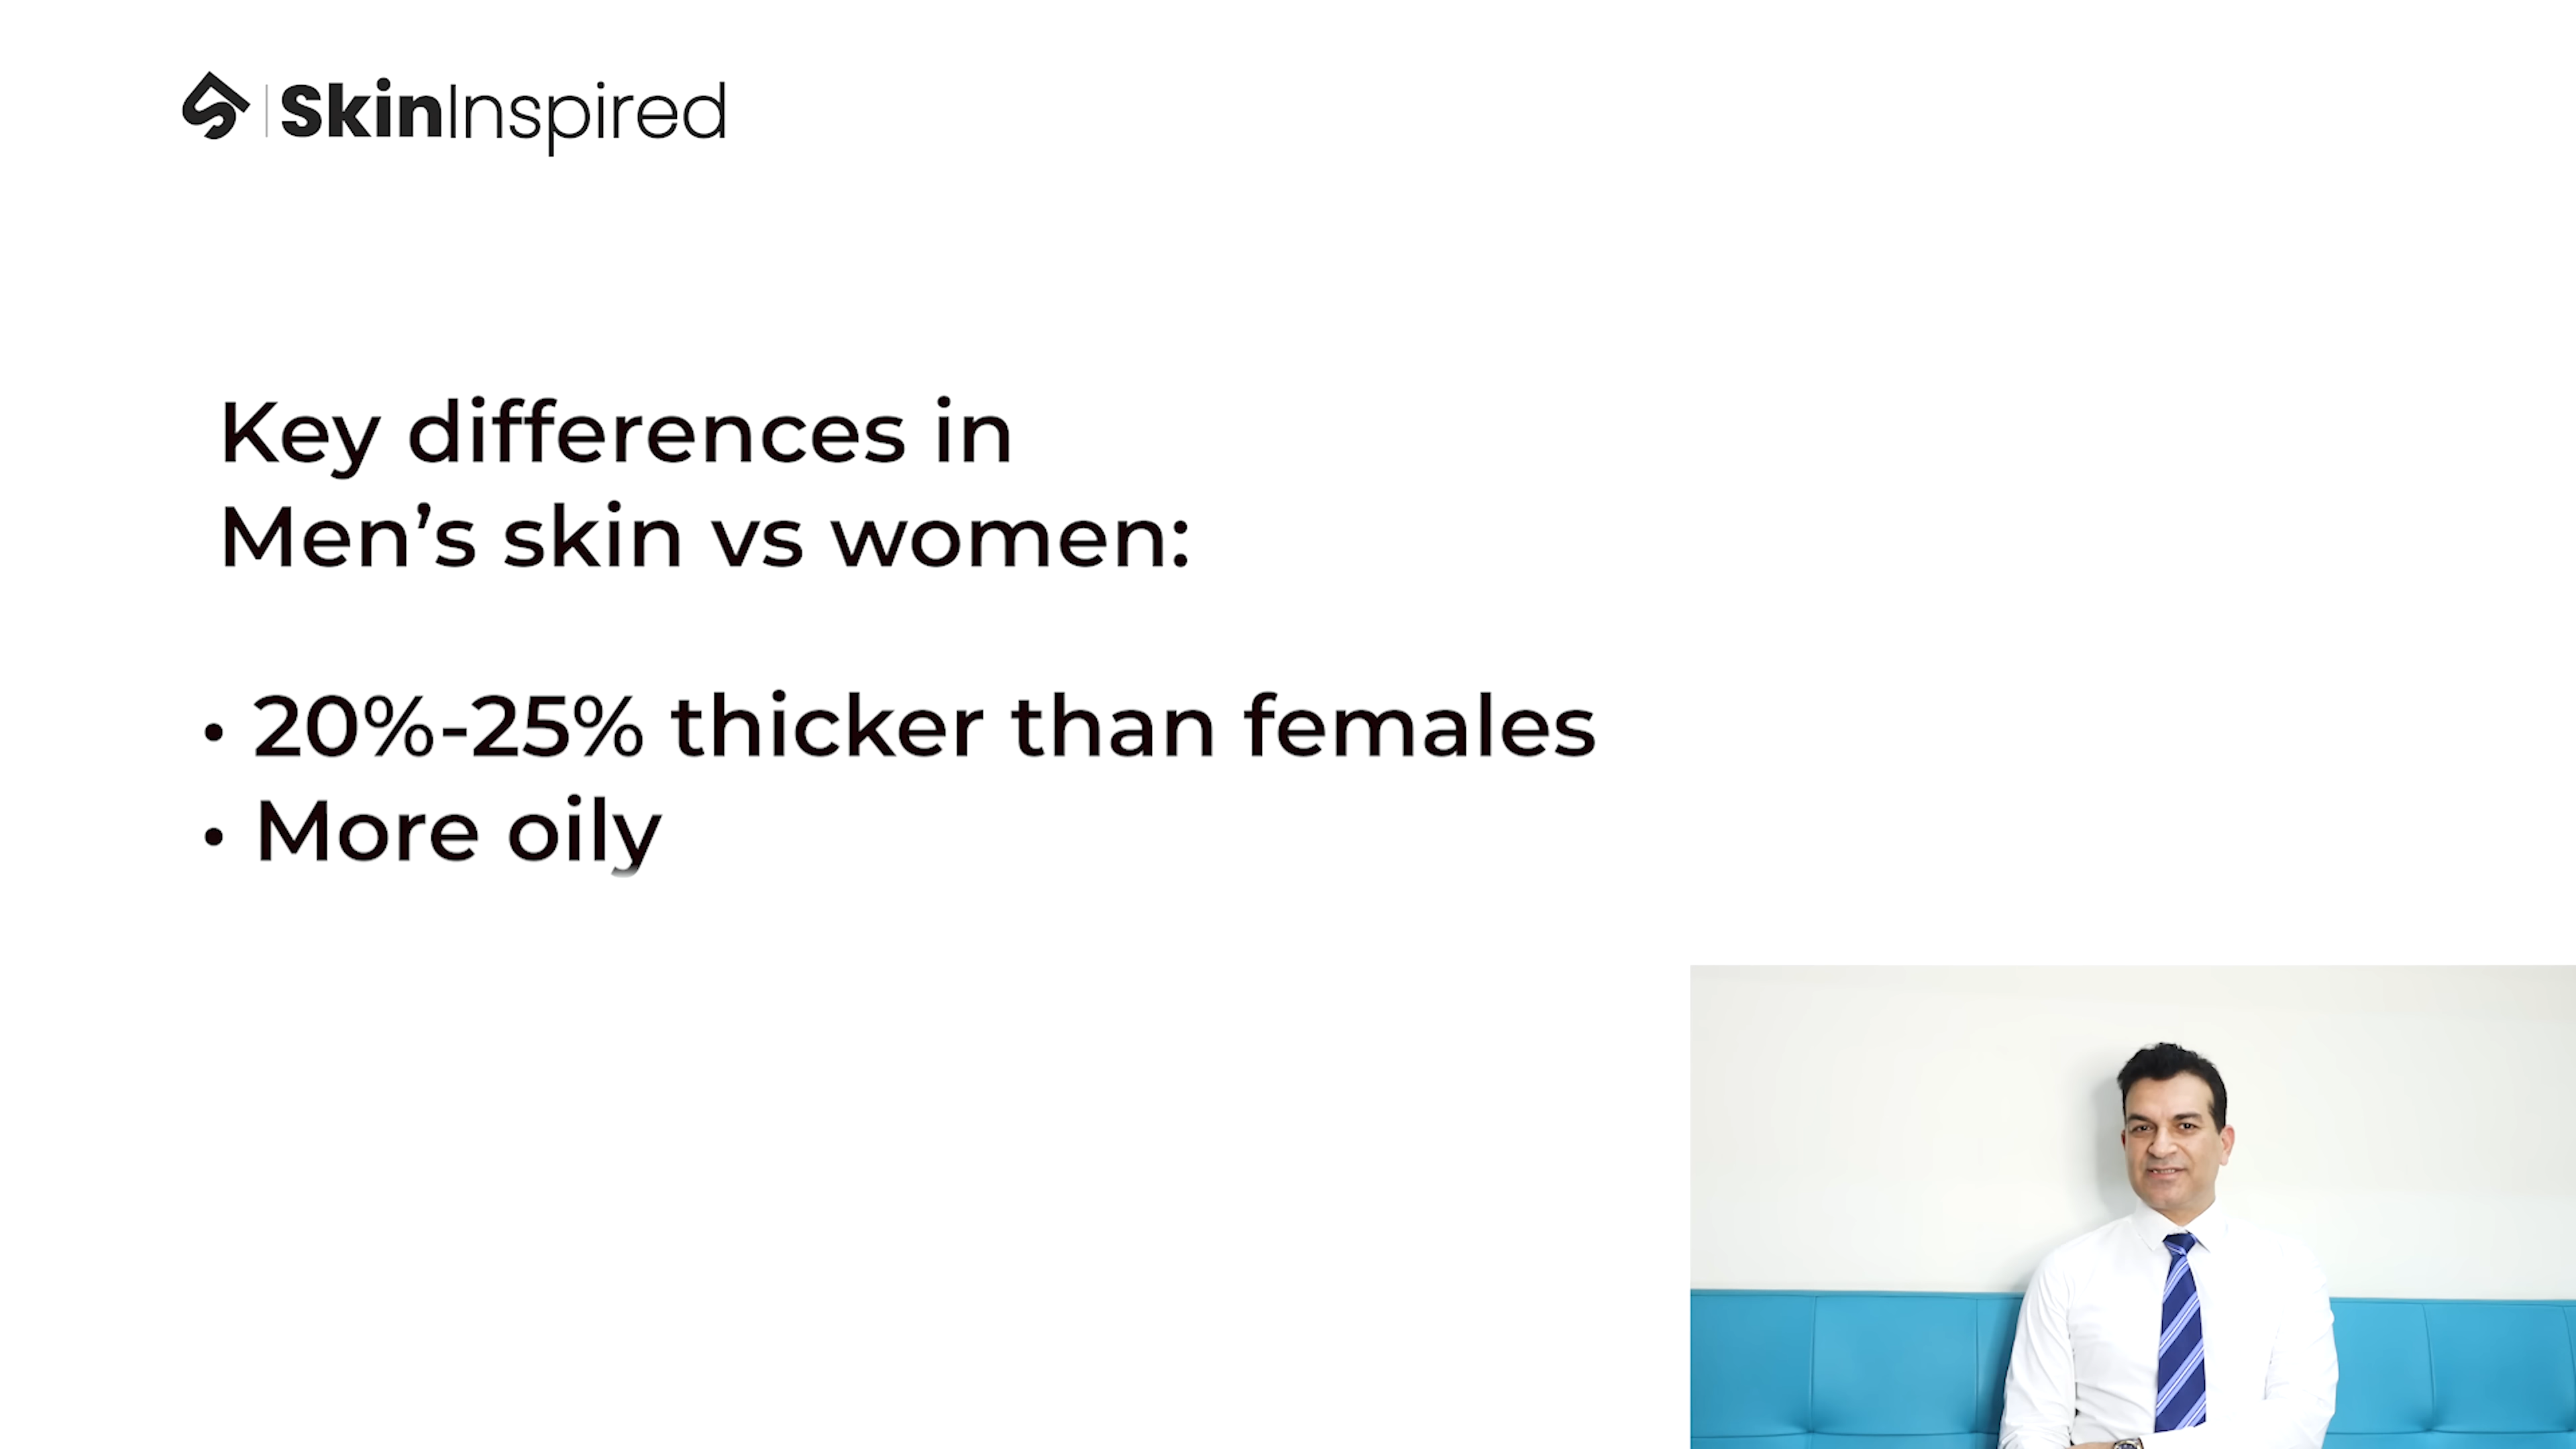 SkinInspired
Key differences in
Men’s skin vs women:
• 20%-25% thicker than females
• More oily